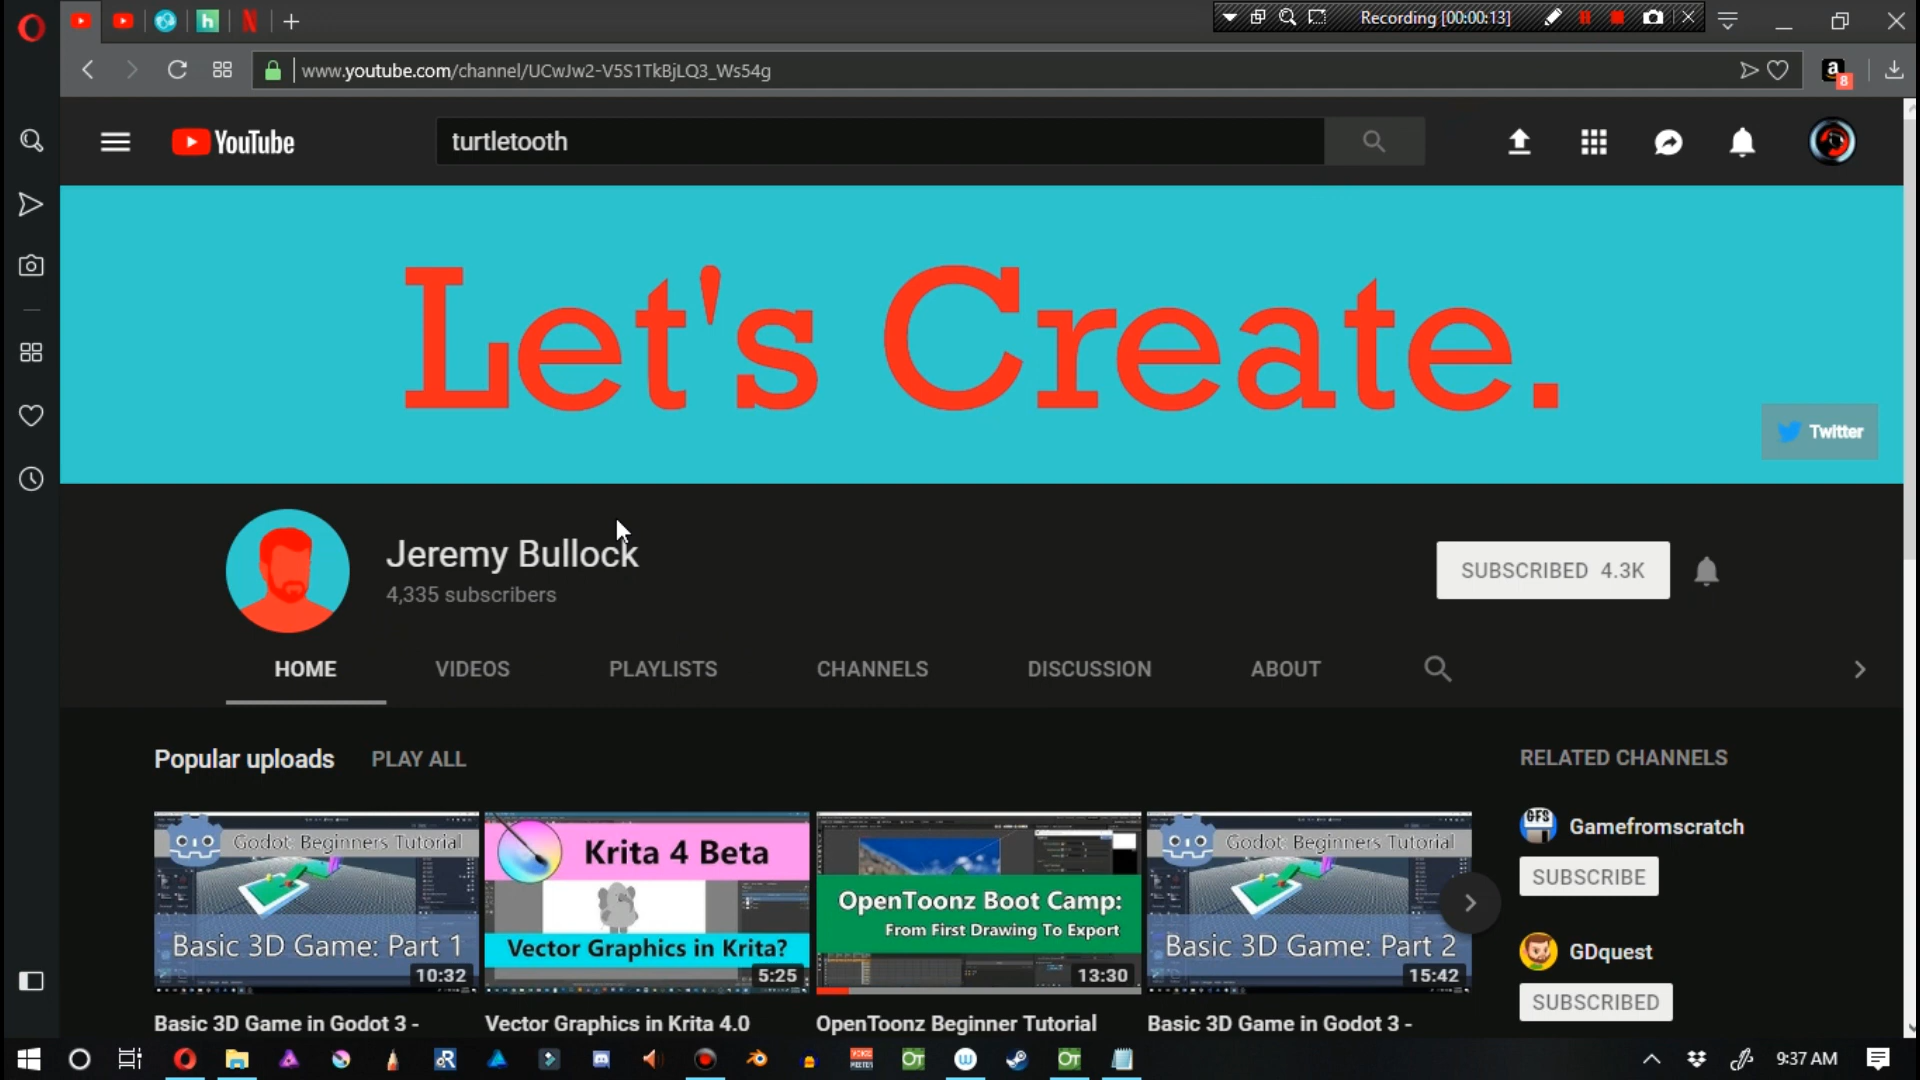 Recording [00:00:13]
www.youtube.com/channel/UCwJw2-V5S1TkBjLQ3_Ws54g
a
8
h
N
YouTube
turtletooth
Let's Create.
Twitter
Jeremy Bullock
4,335 subscribers
SUBSCRIBED 4.3K
HOME
VIDEOS
PLAYLISTS
CHANNELS
DISCUSSION
ABOUT
Popular uploads
PLAY ALL
RELATED CHANNELS
Godot: Beginners Tutorial
Basic 3D Game: Part 1
10:32
Krita 4 Beta
Vector Graphics in Krita?
5:25
OpenToonz Boot Camp:
From First Drawing To Export
13:30
Godot: Beginners Tutorial
Basic 3D Game: Part 2
15:42
GFS
Gamefromscratch
SUBSCRIBE
GDquest
SUBSCRIBED
Basic 3D Game in Godot 3 -
Vector Graphics in Krita 4.0
OpenToonz Beginner Tutorial
Basic 3D Game in Godot 3 -
OT
OT
9:37 AM